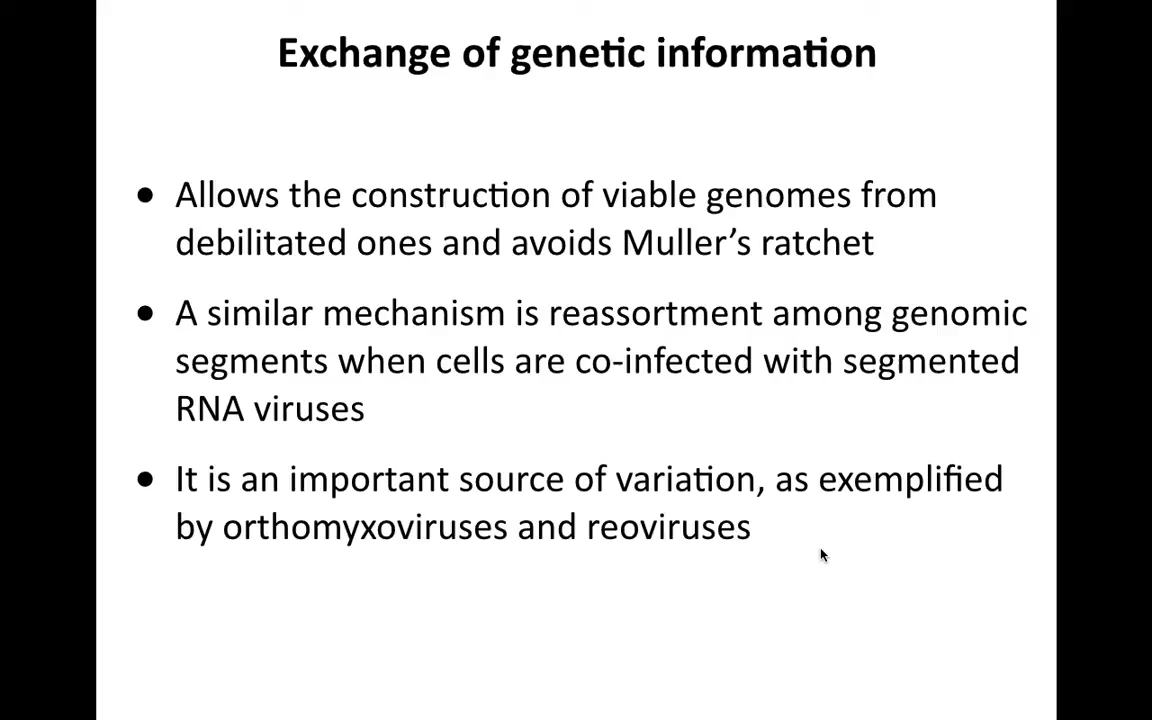 Exchange of genetic information
• Allows the construction of viable genomes from
debilitated ones and avoids Muller’s ratchet
• A similar mechanism is reassortment among genomic
segments when cells are co-infected with segmented
RNA viruses
• It is an important source of variation, as exemplified
by orthomyxoviruses and reoviruses